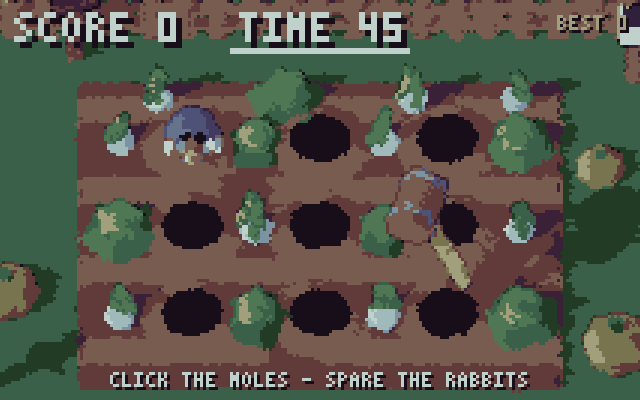 SCORE 0 TIME 45 BEST 0
CLICK THE MOLES - SPARE THE RABBITS